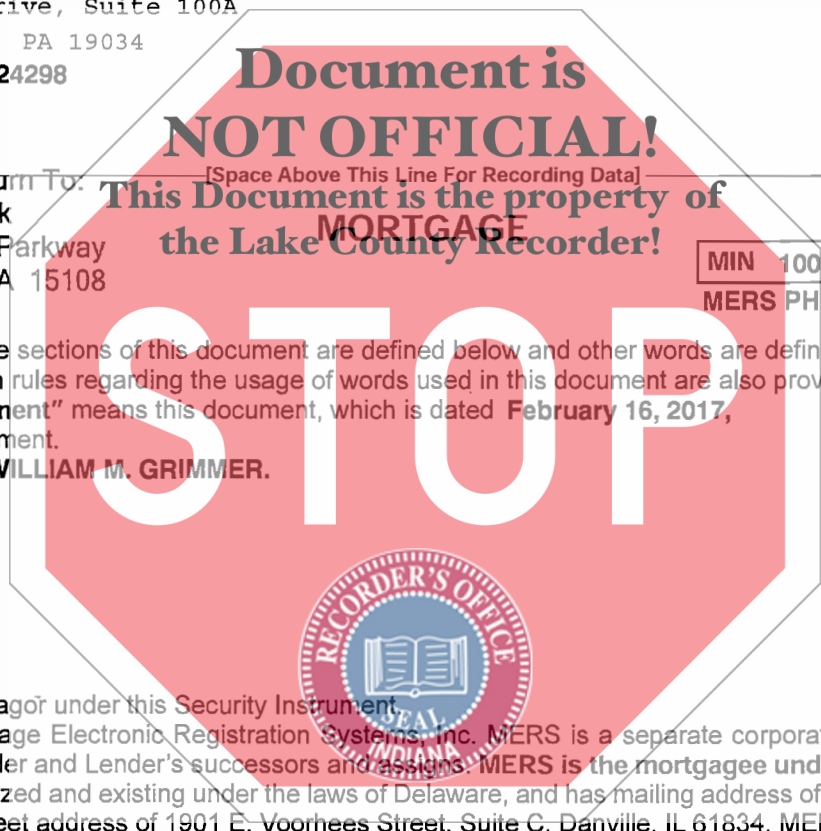 rive, Suite 100A
PA 19034
24298
Document is
NOT OFFICIAL!
urn To: [Space Above This Line For Recording Data]
This Document is the property of
k MORTGAGE
the Lake County Recorder!
Parkway
MIN 100
A 15108
MERS PH
STOP
e sections of this document are defined below and other words are defin
n rules regarding the usage of words used in this document are also prov
ment" means this document, which is dated February 16, 2017,
ment.
WILLIAM M. GRIMMER.
RECORDER'S OFFICE
SEAL
INDIANA
agor under this Security Instrument.
age Electronic Registration Systems, Inc. MERS is a separate corporat
der and Lender's successors and assigns. MERS is the mortgagee und
zed and existing under the laws of Delaware, and has mailing address of
eet address of 1901 E. Voorhees Street, Suite C, Danville, IL 61834. MER